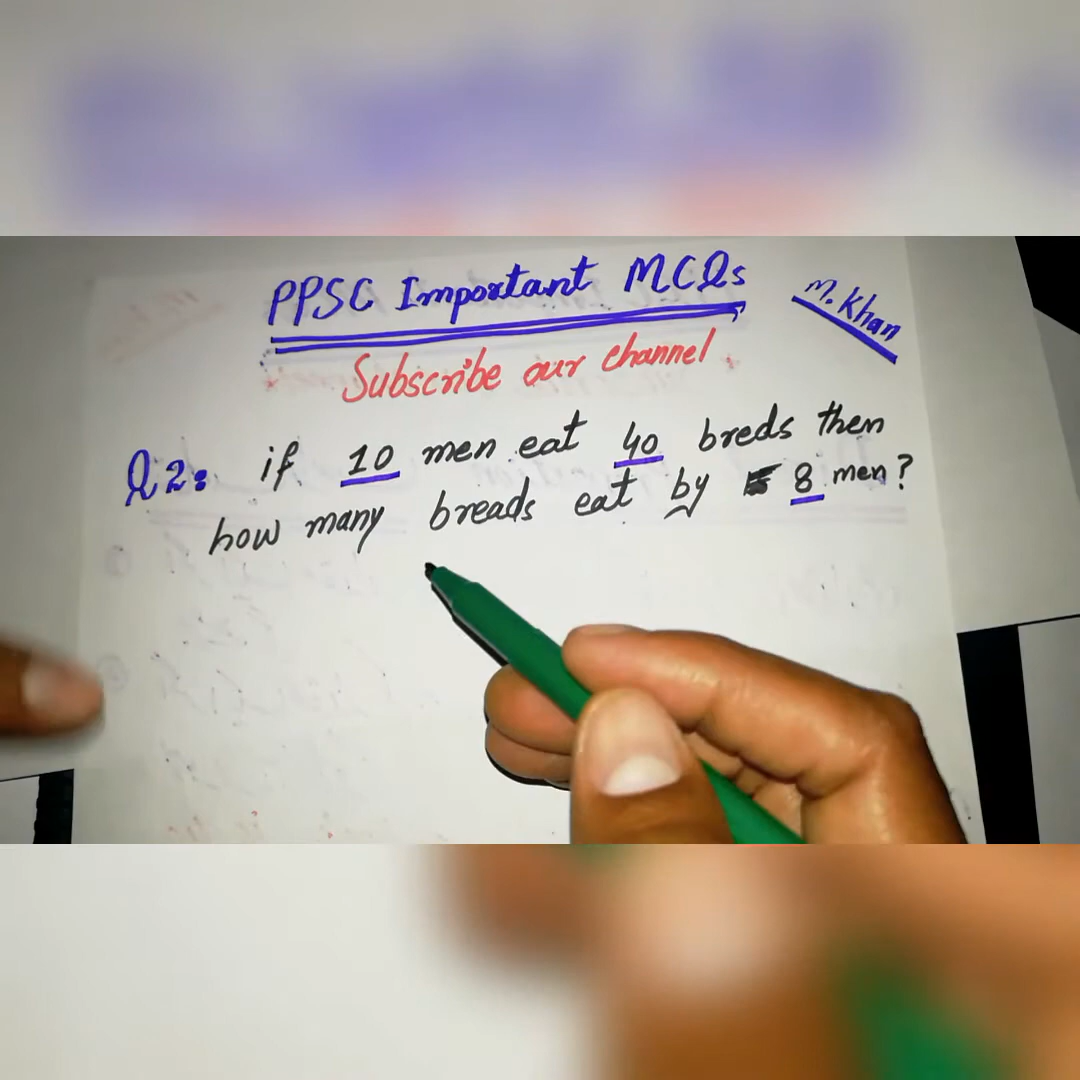 PPSC Important MCQs
M. Khan
Subscribe our channel
Q2: if 10 men eat 40 breds then
how many breads eat by 8 men?